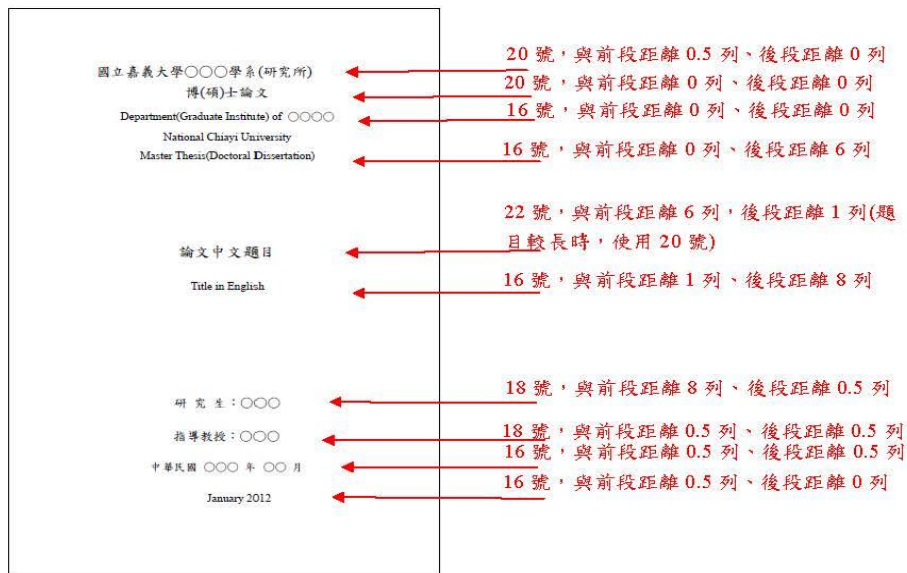 國立嘉義大學○○○學系(研究所)
博(碩)士論文
Department(Graduate Institute) of ○○○○
National Chiayi University
Master Thesis(Doctoral Dissertation)
論文中文題目
Title in English
研 究 生：○○○
指導教授：○○○
中華民國 ○○○ 年 ○○ 月
January 2012
20 號，與前段距離 0.5 列、後段距離 0 列
20 號，與前段距離 0 列、後段距離 0 列
16 號，與前段距離 0 列、後段距離 0 列
16 號，與前段距離 0 列、後段距離 6 列
22 號，與前段距離 6 列，後段距離 1 列(題
目較長時，使用 20 號)
16 號，與前段距離 1 列、後段距離 8 列
18 號，與前段距離 8 列、後段距離 0.5 列
18 號，與前段距離 0.5 列、後段距離 0.5 列
16 號，與前段距離 0.5 列、後段距離 0.5 列
16 號，與前段距離 0.5 列、後段距離 0 列